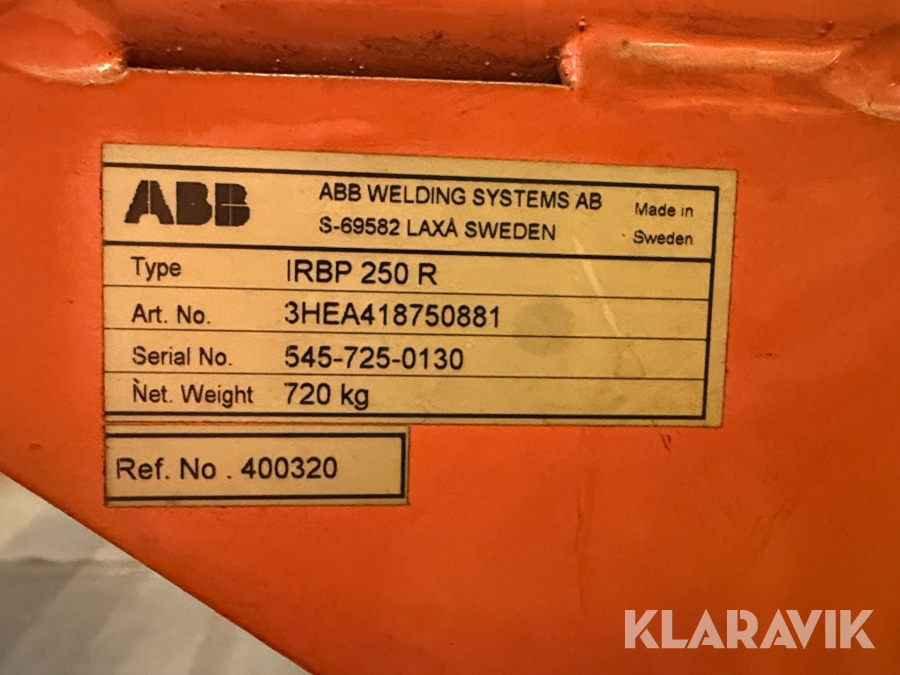 ABB
ABB WELDING SYSTEMS AB
S-69582 LAXÅ SWEDEN
Made in
Sweden
Type IRBP 250 R
Art. No. 3HEA418750881
Serial No. 545-725-0130
Net. Weight 720 kg
Ref. No . 400320
KLARAVIK